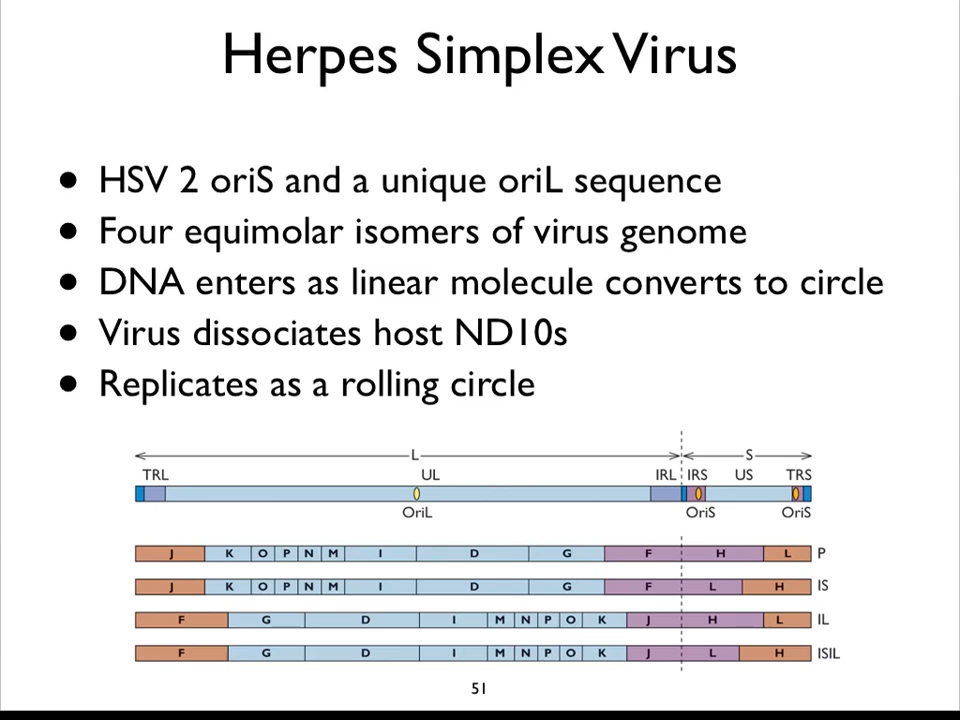 Herpes Simplex Virus
• HSV 2 oriS and a unique oriL sequence
• Four equimolar isomers of virus genome
• DNA enters as linear molecule converts to circle
• Virus dissociates host ND10s
• Replicates as a rolling circle
L S
TRL UL IRL IRS US TRS
OriL OriS OriS
J K O P N M I D G F H L P
J K O P N M I D G F L H IS
F G D I M N P O K J H L IL
F G D I M N P O K J L H ISIL
51